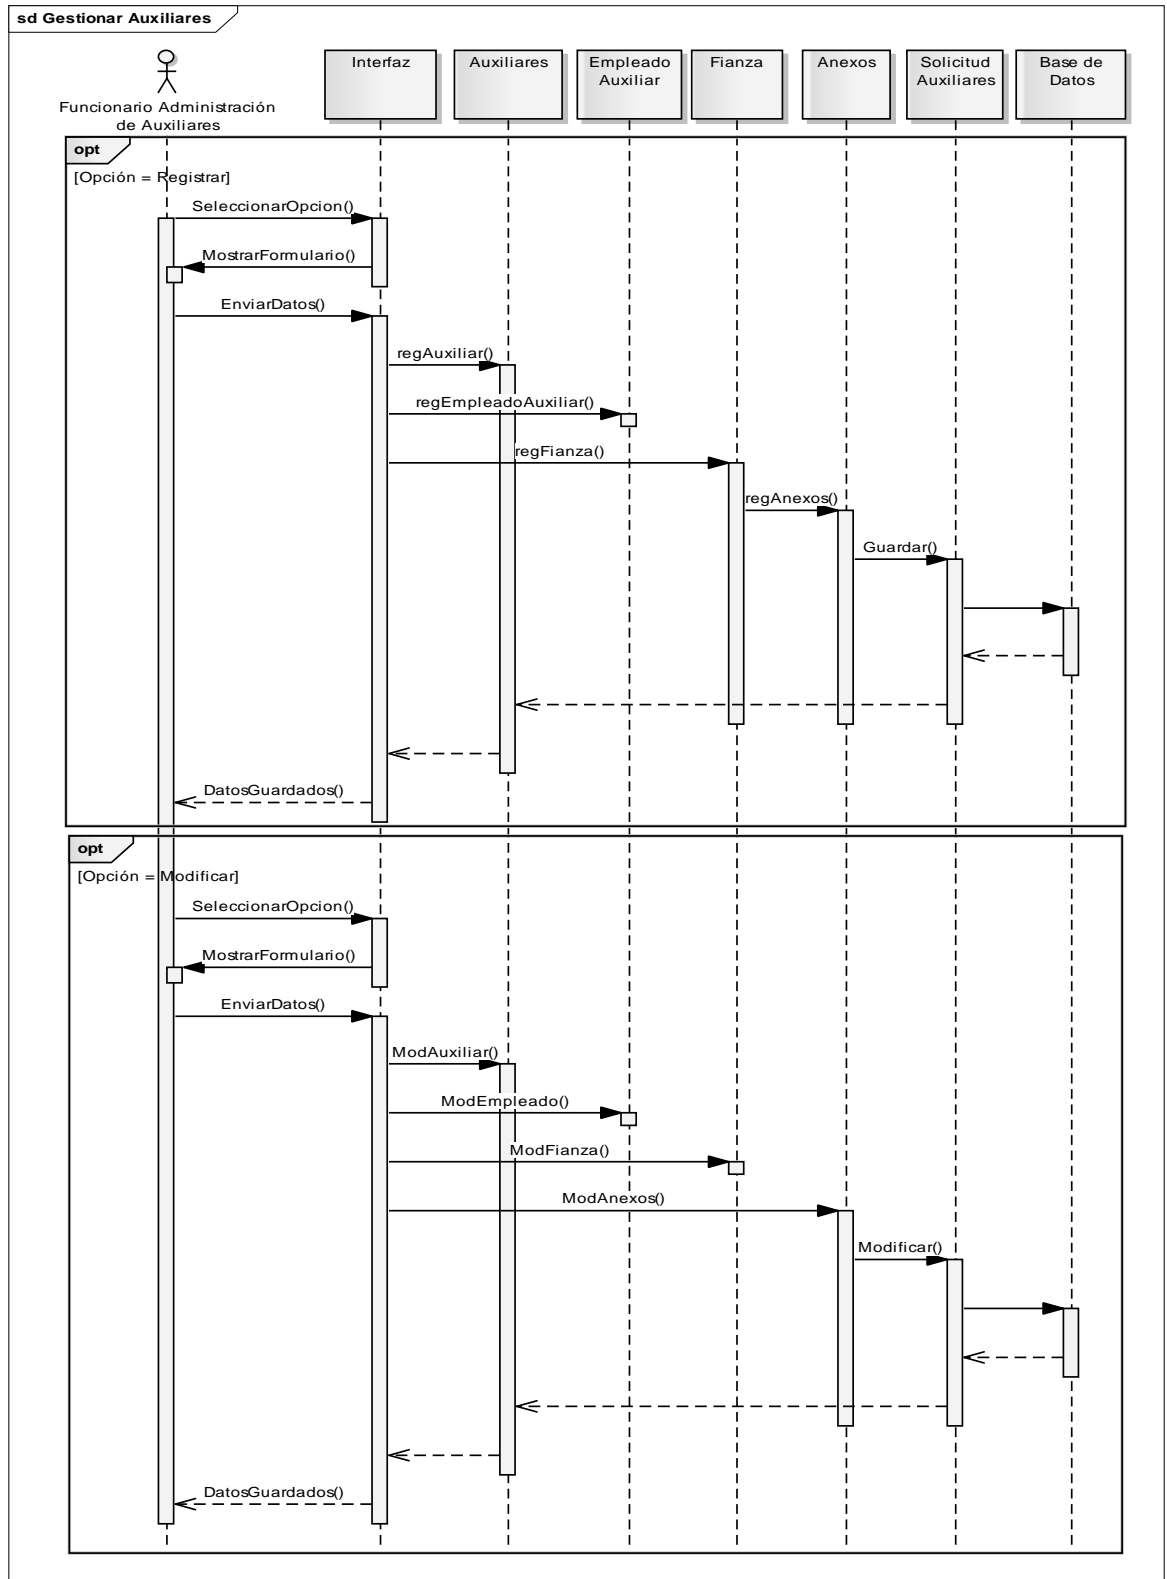 sd Gestionar Auxiliares
Funcionario Administración
de Auxiliares
Interfaz
Auxiliares
Empleado
Auxiliar
Fianza
Anexos
Solicitud
Auxiliares
Base de
Datos
opt
[Opción = Registrar]
SeleccionarOpcion()
MostrarFormulario()
EnviarDatos()
regAuxiliar()
regEmpleadoAuxiliar()
regFianza()
regAnexos()
Guardar()
DatosGuardados()
opt
[Opción = Modificar]
SeleccionarOpcion()
MostrarFormulario()
EnviarDatos()
ModAuxiliar()
ModEmpleado()
ModFianza()
ModAnexos()
Modificar()
DatosGuardados()